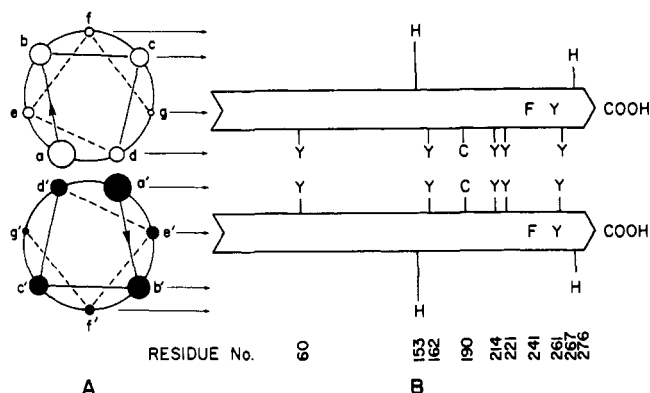 f
b c
e g
a d
H
H
F Y COOH
Y Y C Y Y Y
d' a'
g' e'
c' b'
f'
Y Y C Y Y Y
F Y COOH
H
H
RESIDUE No. 60 153 162 190 214 221 241 261 267 276
A B